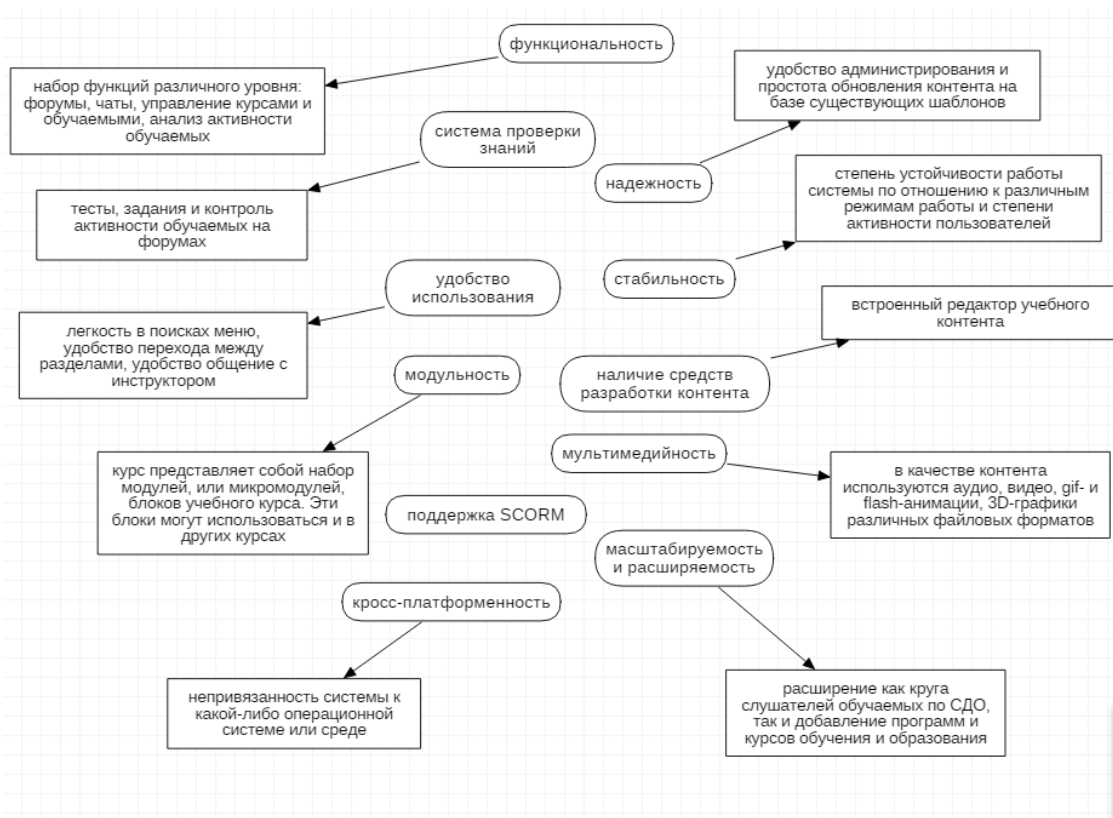 функциональность
набор функций различного уровня:
форумы, чаты, управление курсами и
обучаемыми, анализ активности
обучаемых
удобство администрирования и
простота обновления контента на
базе существующих шаблонов
система проверки
знаний
надежность
тесты, задания и контроль
активности обучаемых на
форумах
степень устойчивости работы
системы по отношению к различным
режимам работы и степени
активности пользователей
удобство
использования
стабильность
легкость в поисках меню,
удобство перехода между
разделами, удобство общение с
инструктором
встроенный редактор учебного
контента
модульность
наличие средств
разработки контента
курс представляет собой набор
модулей, или микромодулей,
блоков учебного курса. Эти
блоки могут использоваться и в
других курсах
мультимедийность
в качестве контента
используются аудио, видео, gif- и
flash-анимации, 3D-графики
различных файловых форматов
поддержка SCORM
масштабируемость
и расширяемость
кросс-платформенность
непривязанность системы к
какой-либо операционной
системе или среде
расширение как круга
слушателей обучаемых по СДО,
так и добавление программ и
курсов обучения и образования